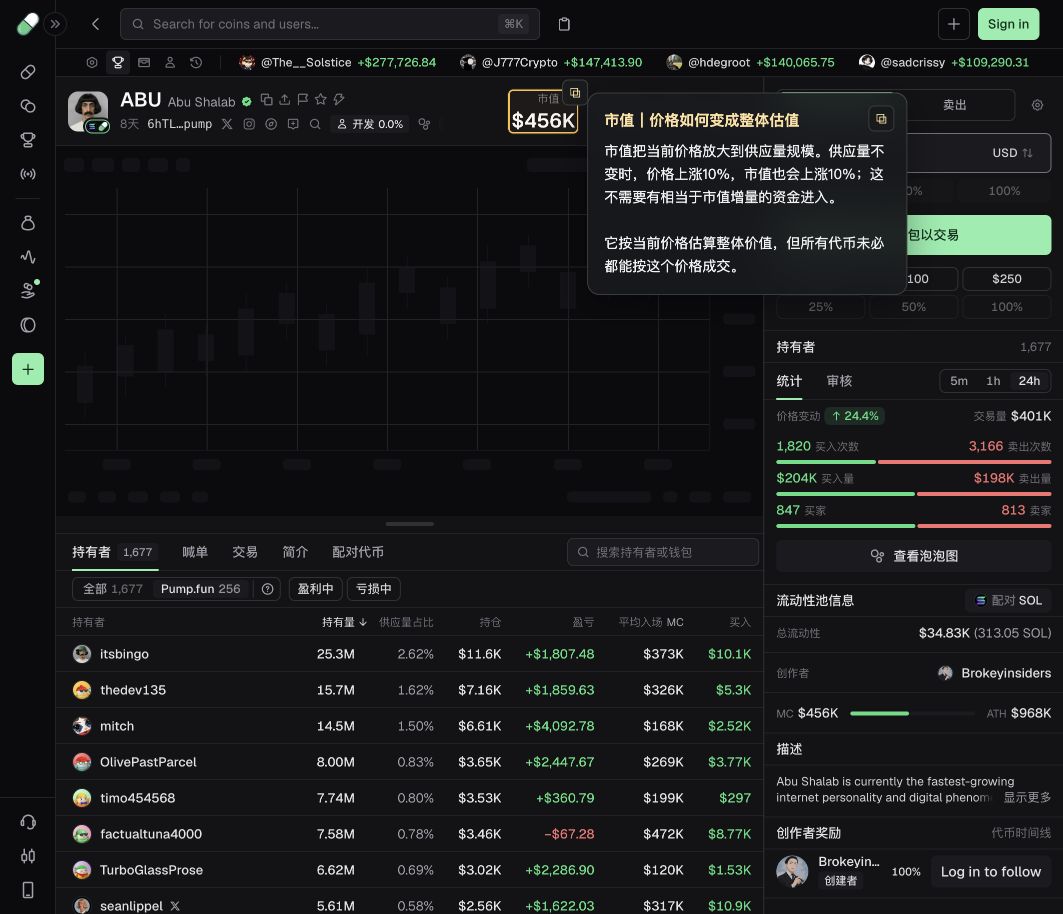 Search for coins and users...
⌘K
Sign in
@The__Solstice +$277,726.84
@J777Crypto +$147,413.90
@hdegroot +$140,065.75
@sadcrissy +$109,290.31
ABU Abu Shalab
8天 6hTL...pump
开发 0.0%
市值
$456K
市值｜价格如何变成整体估值
市值把当前价格放大到供应量规模。供应量不
变时，价格上涨10%，市值也会上涨10%；这
不需要有相当于市值增量的资金进入。
它按当前价格估算整体价值，但所有代币未必
都能按这个价格成交。
卖出
USD
100%
包以交易
$250
25% 50% 100%
持有者 1,677
统计 审核 5m 1h 24h
价格变动 ↑ 24.4% 交易量 $401K
1,820 买入次数 3,166 卖出次数
$204K 买入量 $198K 卖出量
847 买家 813 卖家
查看泡泡图
流动性池信息 配对 SOL
总流动性 $34.83K (313.05 SOL)
创作者 Brokeyinsiders
MC $456K ATH $968K
描述
Abu Shalab is currently the fastest-growing
internet personality and digital phenom 显示更多
创作者奖励 代币时间线
Brokeyin...
创建者
100%
Log in to follow
持有者 1,677 喊单 交易 简介 配对代币
搜索持有者或钱包
全部 1,677 Pump.fun 256 盈利中 亏损中
持有者 持有量 ↓ 供应量占比 持仓 盈亏 平均入场 MC 买入
itsbingo 25.3M 2.62% $11.6K +$1,807.48 $373K $10.1K
thedev135 15.7M 1.62% $7.16K +$1,859.63 $326K $5.3K
mitch 14.5M 1.50% $6.61K +$4,092.78 $168K $2.52K
OlivePastParcel 8.00M 0.83% $3.65K +$2,447.67 $269K $3.77K
timo454568 7.74M 0.80% $3.53K +$360.79 $199K $297
factualtuna4000 7.58M 0.78% $3.46K −$67.28 $472K $8.77K
TurboGlassProse 6.62M 0.69% $3.02K +$2,286.90 $120K $1.53K
seanlippel 5.61M 0.58% $2.56K +$1,622.03 $317K $10.9K